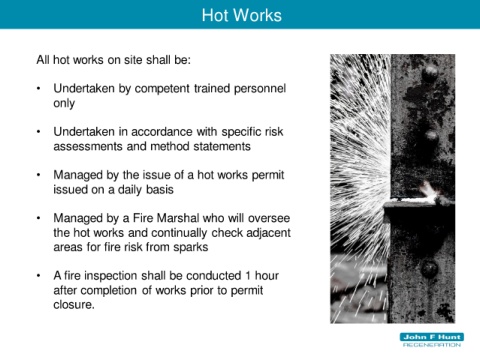 Hot Works
All hot works on site shall be:
• Undertaken by competent trained personnel
only
• Undertaken in accordance with specific risk
assessments and method statements
• Managed by the issue of a hot works permit
issued on a daily basis
• Managed by a Fire Marshal who will oversee
the hot works and continually check adjacent
areas for fire risk from sparks
• A fire inspection shall be conducted 1 hour
after completion of works prior to permit
closure.
John F Hunt
REGENERATION